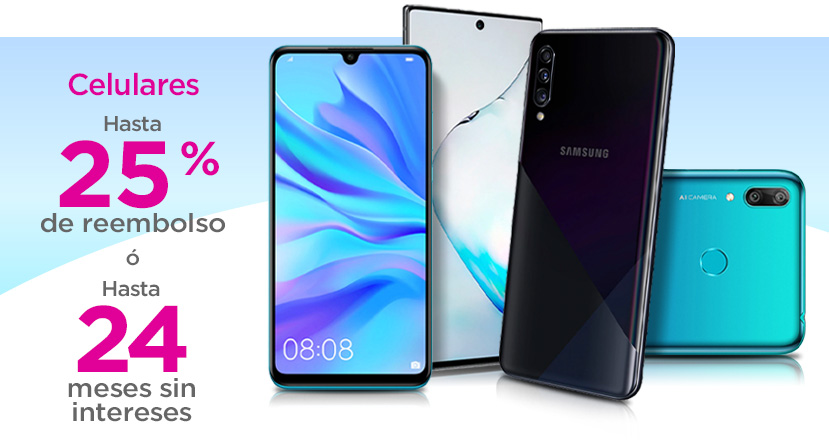 Celulares
Hasta
25%
de reembolso
ó
Hasta
24
meses sin
intereses
08:08
SAMSUNG
AI CAMERA